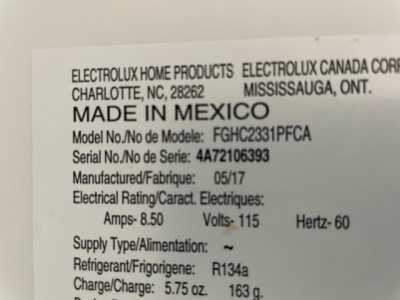 ELECTROLUX HOME PRODUCTS ELECTROLUX CANADA COR
CHARLOTTE, NC, 28262 MISSISSAUGA, ONT.
MADE IN MEXICO
Model No./No de Modele: FGHC2331PFCA
Serial No./No de Serie: 4A72106393
Manufactured/Fabrique: 05/17
Electrical Rating/Caract. Electriques:
Amps- 8.50 Volts- 115 Hertz- 60
Supply Type/Alimentation: ~
Refrigerant/Frigorigene: R134a
Charge/Charge: 5.75 oz. 163 g.